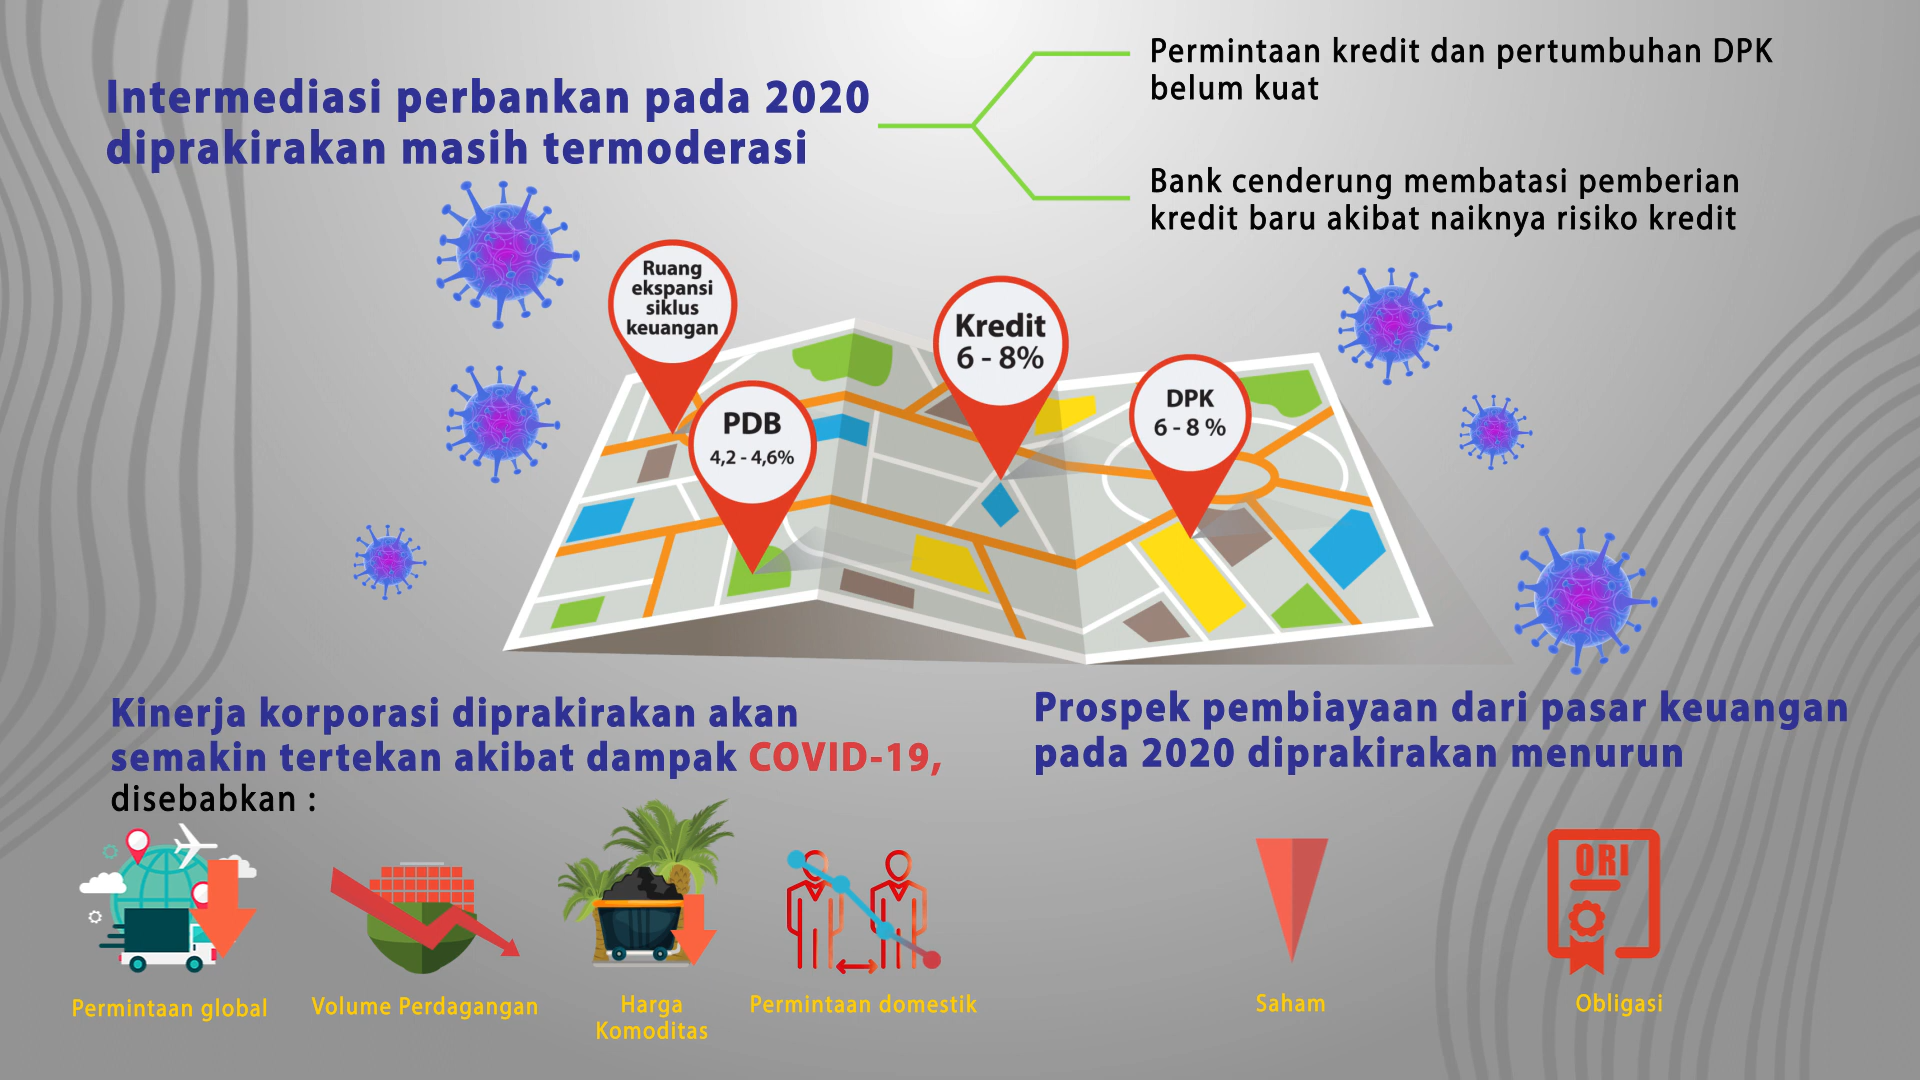 Intermediasi perbankan pada 2020
diprakirakan masih termoderasi
Permintaan kredit dan pertumbuhan DPK
belum kuat
Bank cenderung membatasi pemberian
kredit baru akibat naiknya risiko kredit
Ruang
ekspansi
siklus
keuangan
PDB
4,2 - 4,6%
Kredit
6 - 8%
DPK
6 - 8 %
Kinerja korporasi diprakirakan akan
semakin tertekan akibat dampak COVID-19,
disebabkan :
Permintaan global
Volume Perdagangan
Harga
Komoditas
Permintaan domestik
Prospek pembiayaan dari pasar keuangan
pada 2020 diprakirakan menurun
Saham
ORI
Obligasi